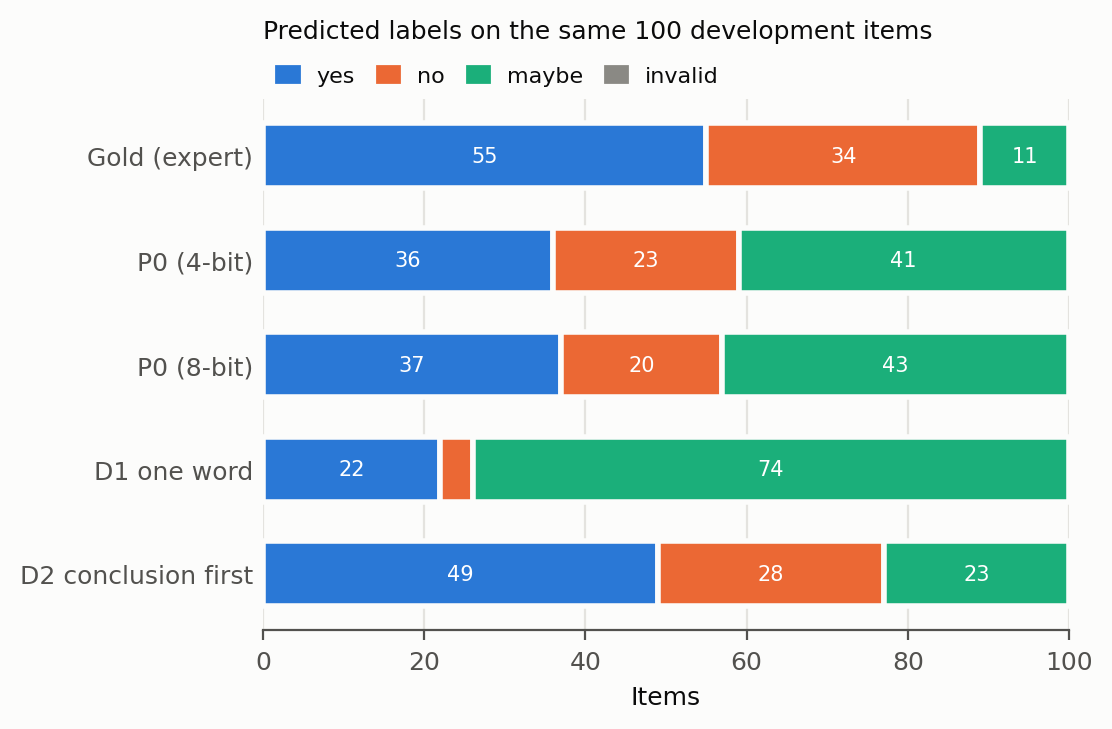 Predicted labels on the same 100 development items
yes no maybe invalid
Gold (expert) 55 34 11
P0 (4-bit) 36 23 41
P0 (8-bit) 37 20 43
D1 one word 22 74
D2 conclusion first 49 28 23
0 20 40 60 80 100
Items